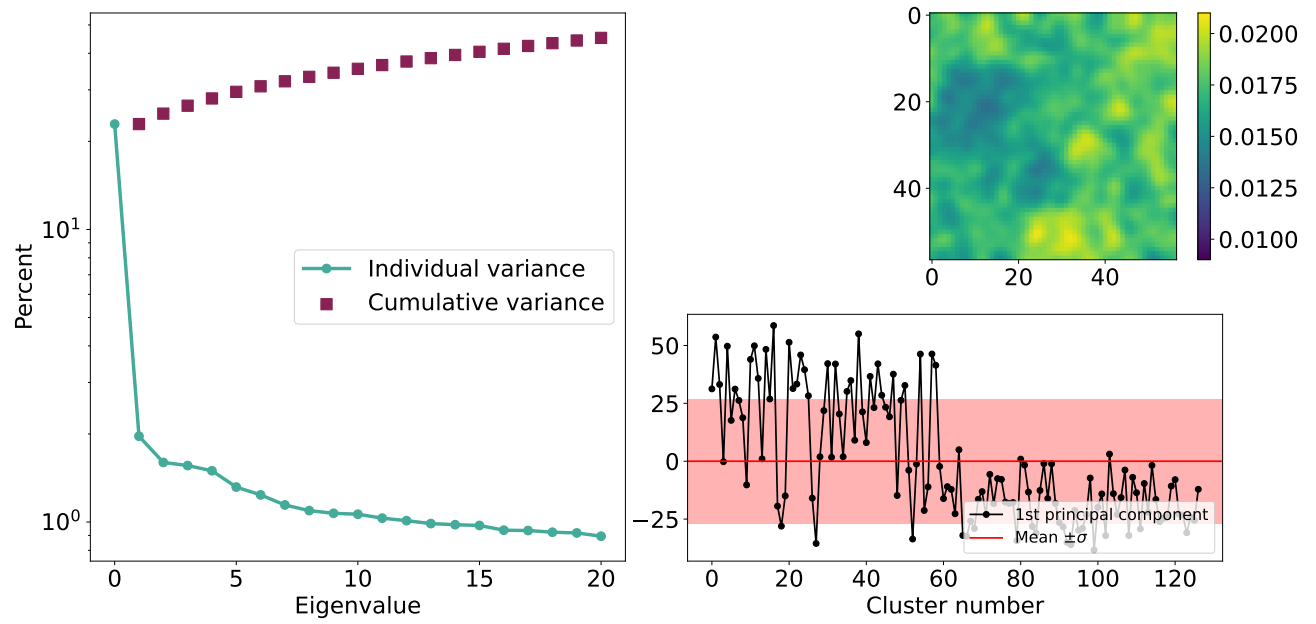 Percent
10^1
10^0
Individual variance
Cumulative variance
0 5 10 15 20
Eigenvalue
0
20
40
0 20 40
0.0200
0.0175
0.0150
0.0125
0.0100
50
25
0
−25
1st principal component
Mean ±σ
0 20 40 60 80 100 120
Cluster number